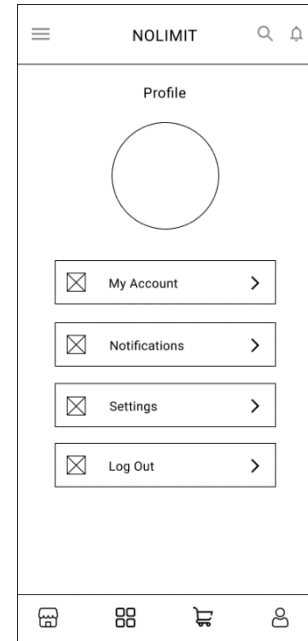 NOLIMIT
Profile
My Account
Notifications
Settings
Log Out